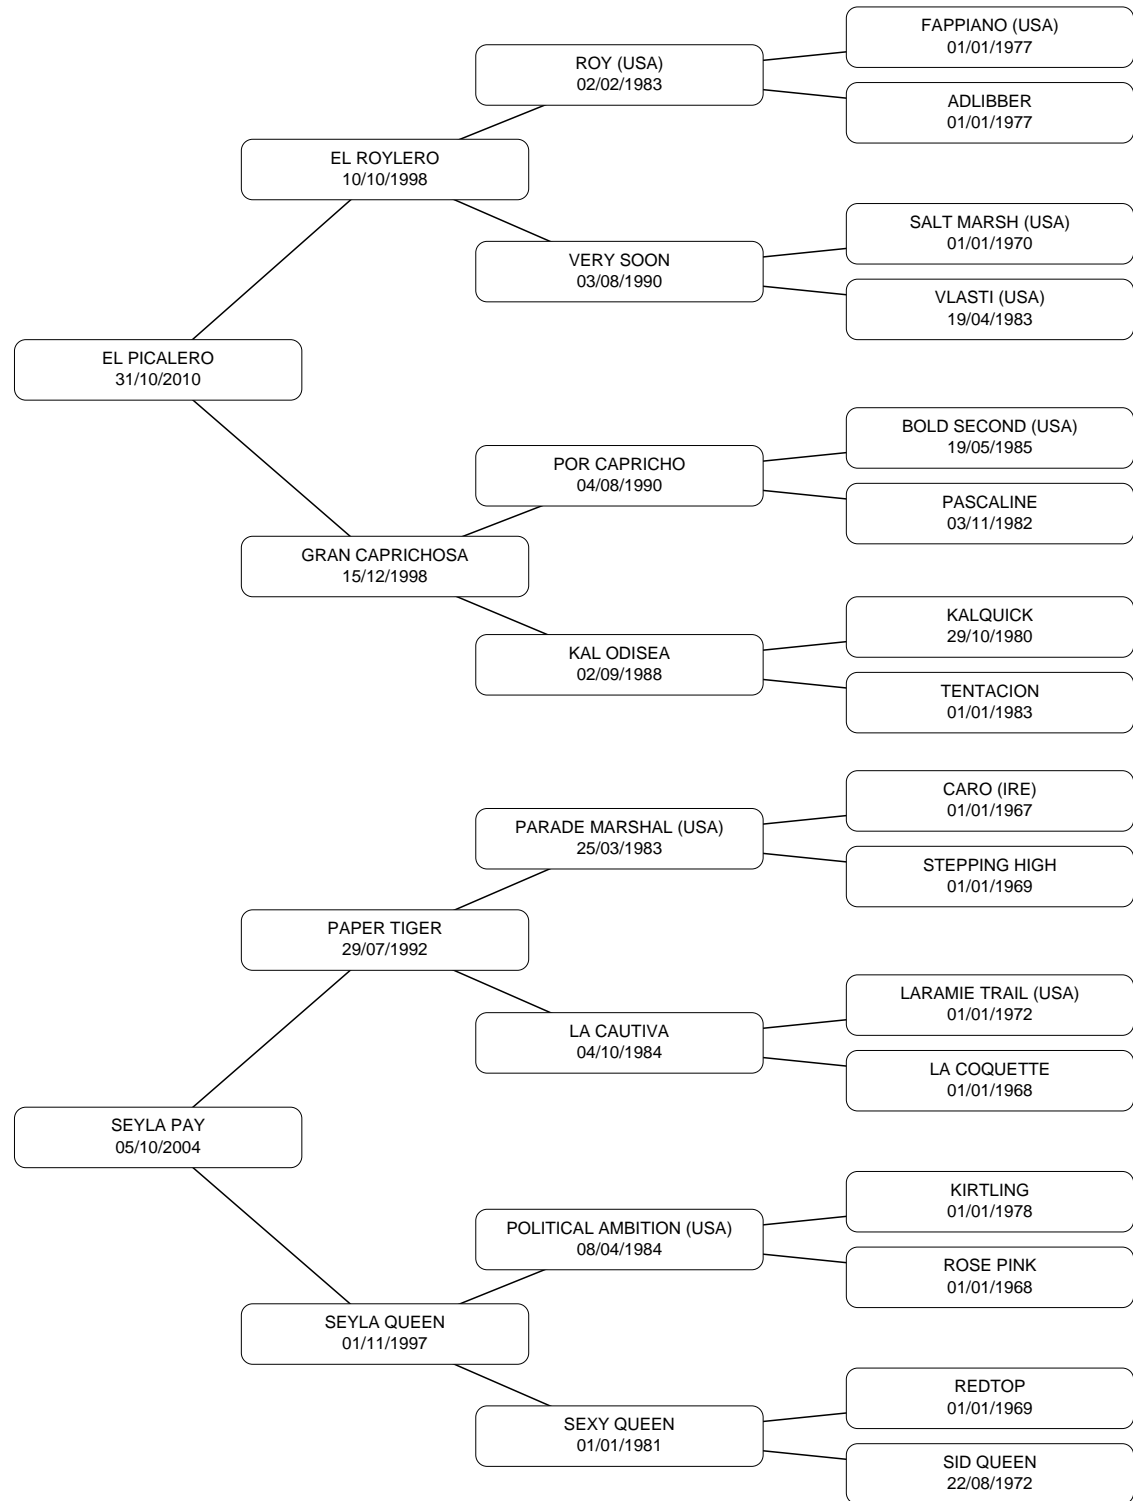 FAPPIANO (USA)
01/01/1977
ROY (USA)
02/02/1983
ADLIBBER
01/01/1977
EL ROYLERO
10/10/1998
SALT MARSH (USA)
01/01/1970
VERY SOON
03/08/1990
VLASTI (USA)
19/04/1983
EL PICALERO
31/10/2010
BOLD SECOND (USA)
19/05/1985
POR CAPRICHO
04/08/1990
PASCALINE
03/11/1982
GRAN CAPRICHOSA
15/12/1998
KALQUICK
29/10/1980
KAL ODISEA
02/09/1988
TENTACION
01/01/1983
CARO (IRE)
01/01/1967
PARADE MARSHAL (USA)
25/03/1983
STEPPING HIGH
01/01/1969
PAPER TIGER
29/07/1992
LARAMIE TRAIL (USA)
01/01/1972
LA CAUTIVA
04/10/1984
LA COQUETTE
01/01/1968
SEYLA PAY
05/10/2004
KIRTLING
01/01/1978
POLITICAL AMBITION (USA)
08/04/1984
ROSE PINK
01/01/1968
SEYLA QUEEN
01/11/1997
REDTOP
01/01/1969
SEXY QUEEN
01/01/1981
SID QUEEN
22/08/1972